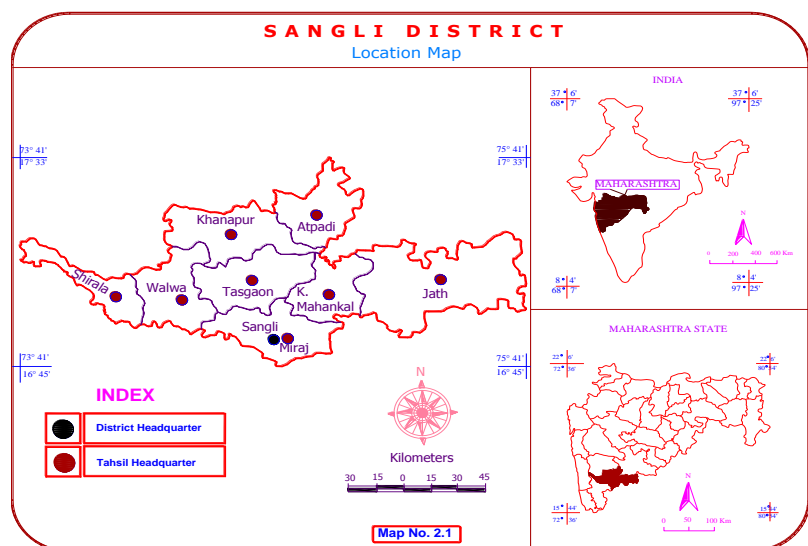 SANGLI DISTRICT
Location Map
73° 41'
17° 33'
75° 41'
17° 33'
Khanapur
Atpadi
Shirala
Walwa
Tasgaon
K.
Mahankal
Jath
Sangli
Miraj
73° 41'
16° 45'
75° 41'
16° 45'
INDEX
District Headquarter
Tahsil Headquarter
N
Kilometers
30 15 0 15 30 45
Map No. 2.1
INDIA
37° 6'
68° 7'
37° 6'
97° 25'
MAHARASHTRA
N
0 200 400 600 Km
8° 4'
68° 7'
8° 4'
97° 25'
MAHARASHTRA STATE
22° 6'
72° 36'
22° 6'
80° 54'
N
0 50 100 Km
15° 44'
72° 36'
15° 44'
80° 54'